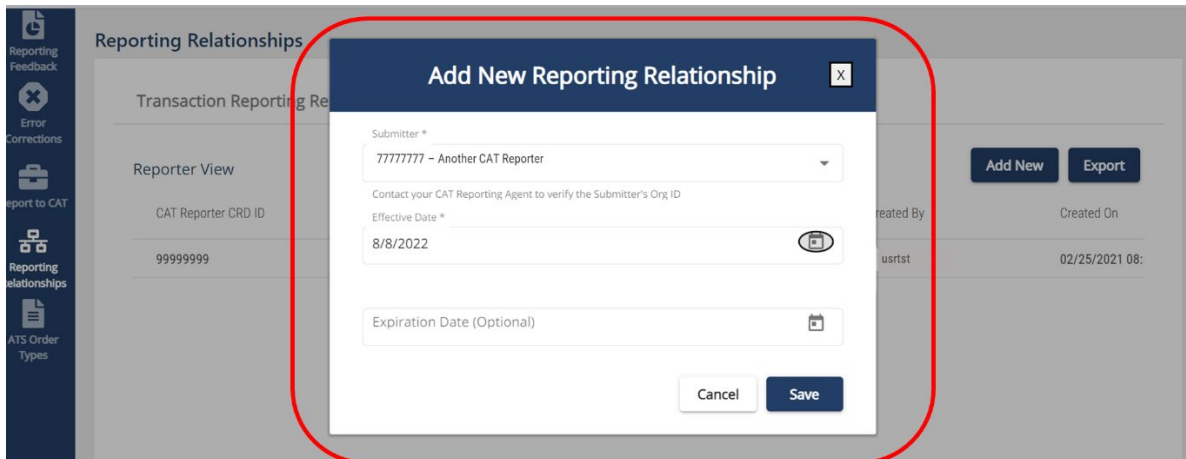 Reporting
Feedback
Error
Corrections
eport to CAT
Reporting
elationships
ATS Order
Types
Reporting Relationships
Transaction Reporting Re
Reporter View
Add New
Export
CAT Reporter CRD ID
reated By
Created On
99999999
usrtst
02/25/2021 08:
Add New Reporting Relationship
X
Submitter *
77777777 – Another CAT Reporter
Contact your CAT Reporting Agent to verify the Submitter's Org ID
Effective Date *
8/8/2022
Expiration Date (Optional)
Cancel
Save